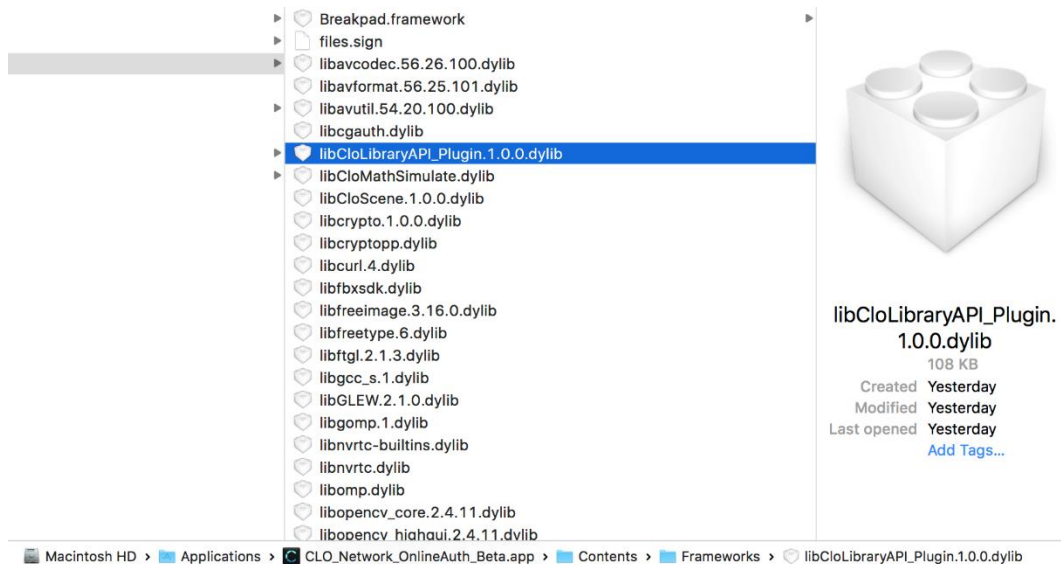 Breakpad.framework
files.sign
libavcodec.56.26.100.dylib
libavformat.56.25.101.dylib
libavutil.54.20.100.dylib
libcgauth.dylib
libCloLibraryAPI_Plugin.1.0.0.dylib
libCloMathSimulate.dylib
libCloScene.1.0.0.dylib
libcrypto.1.0.0.dylib
libcryptopp.dylib
libcurl.4.dylib
libfbxsdk.dylib
libfreeimage.3.16.0.dylib
libfreetype.6.dylib
libftgl.2.1.3.dylib
libgcc_s.1.dylib
libGLEW.2.1.0.dylib
libgomp.1.dylib
libnvrtc-builtins.dylib
libnvrtc.dylib
libomp.dylib
libopencv_core.2.4.11.dylib
libopencv_highgui.2.4.11.dylib
libCloLibraryAPI_Plugin.
1.0.0.dylib
108 KB
Created Yesterday
Modified Yesterday
Last opened Yesterday
Add Tags...
Macintosh HD > Applications > CLO_Network_OnlineAuth_Beta.app > Contents > Frameworks > libCloLibraryAPI_Plugin.1.0.0.dylib